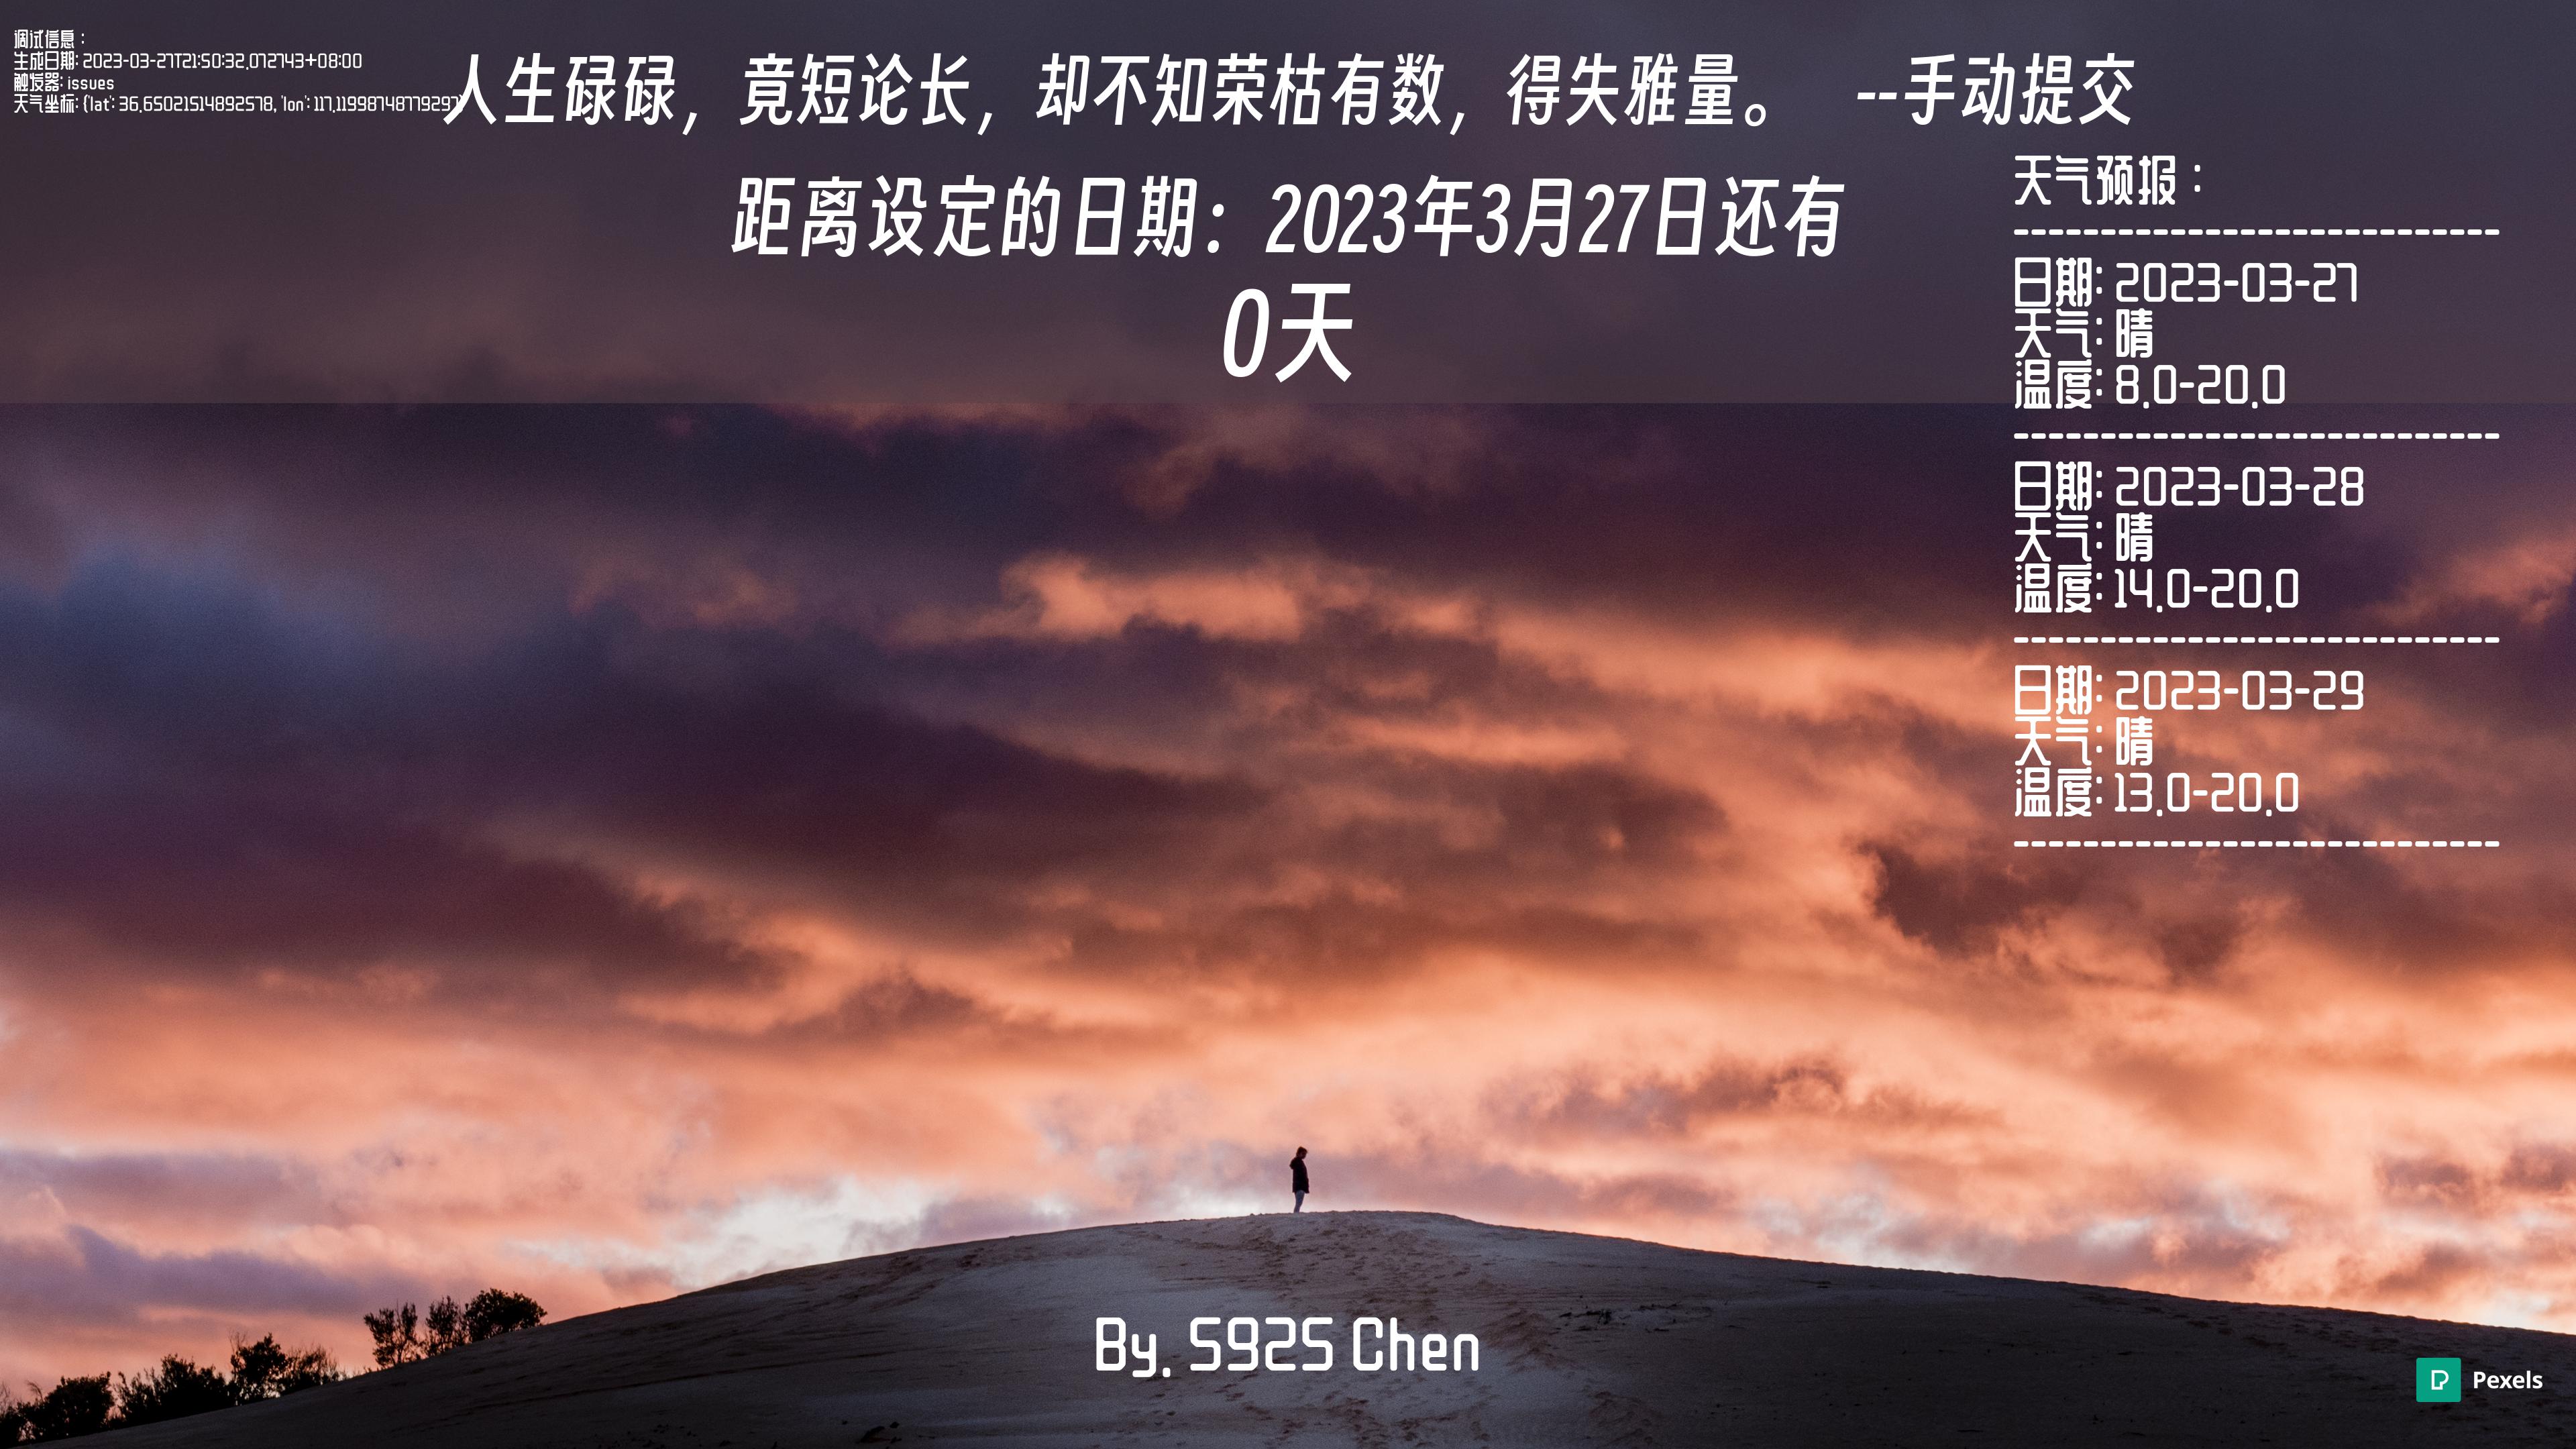 调试信息：
生成日期: 2023-03-27T21:50:32.072743+08:00
触发器: issues
天气坐标: {'lat': 36.65021514892578, 'lon': 117.11998748779297}
人生碌碌，竟短论长，却不知荣枯有数，得失雅量。 --手动提交
距离设定的日期：2023年3月27日还有
0天
天气预报：
----------------------------
日期: 2023-03-27
天气: 晴
温度: 8.0-20.0
----------------------------
日期: 2023-03-28
天气: 晴
温度: 14.0-20.0
----------------------------
日期: 2023-03-29
天气: 晴
温度: 13.0-20.0
----------------------------
By. S92S Chen
Pexels